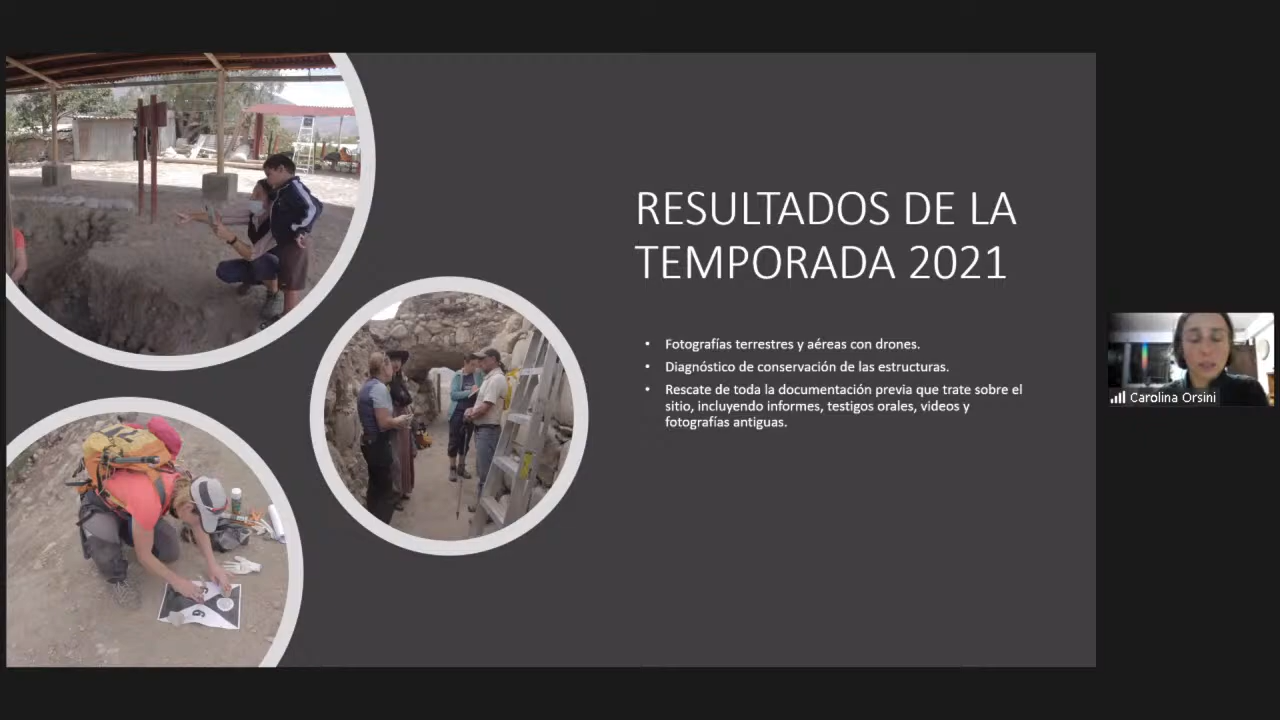 RESULTADOS DE LA
TEMPORADA 2021
• Fotografías terrestres y aéreas con drones.
• Diagnóstico de conservación de las estructuras.
• Rescate de toda la documentación previa que trate sobre el
sitio, incluyendo informes, testigos orales, videos y
fotografías antiguas.
Carolina Orsini